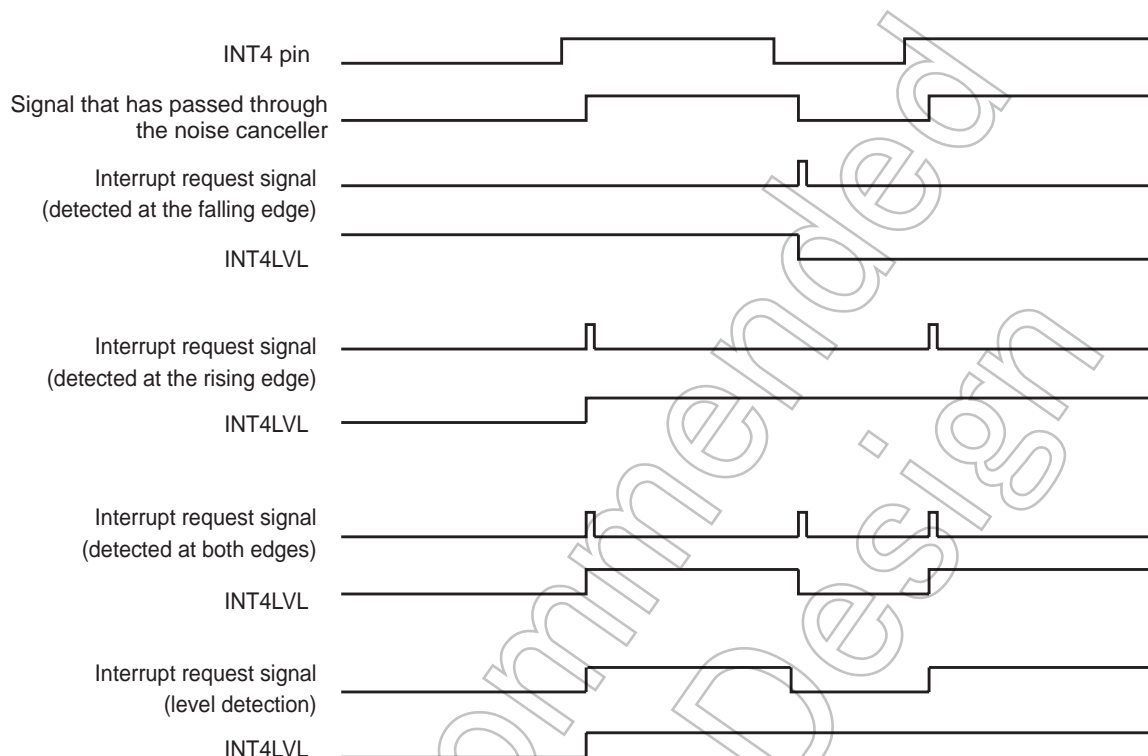 INT4 pin
Signal that has passed through
the noise canceller
Interrupt request signal
(detected at the falling edge)
INT4LVL
Interrupt request signal
(detected at the rising edge)
INT4LVL
Interrupt request signal
(detected at both edges)
INT4LVL
Interrupt request signal
(level detection)
INT4LVL
ommended
Design